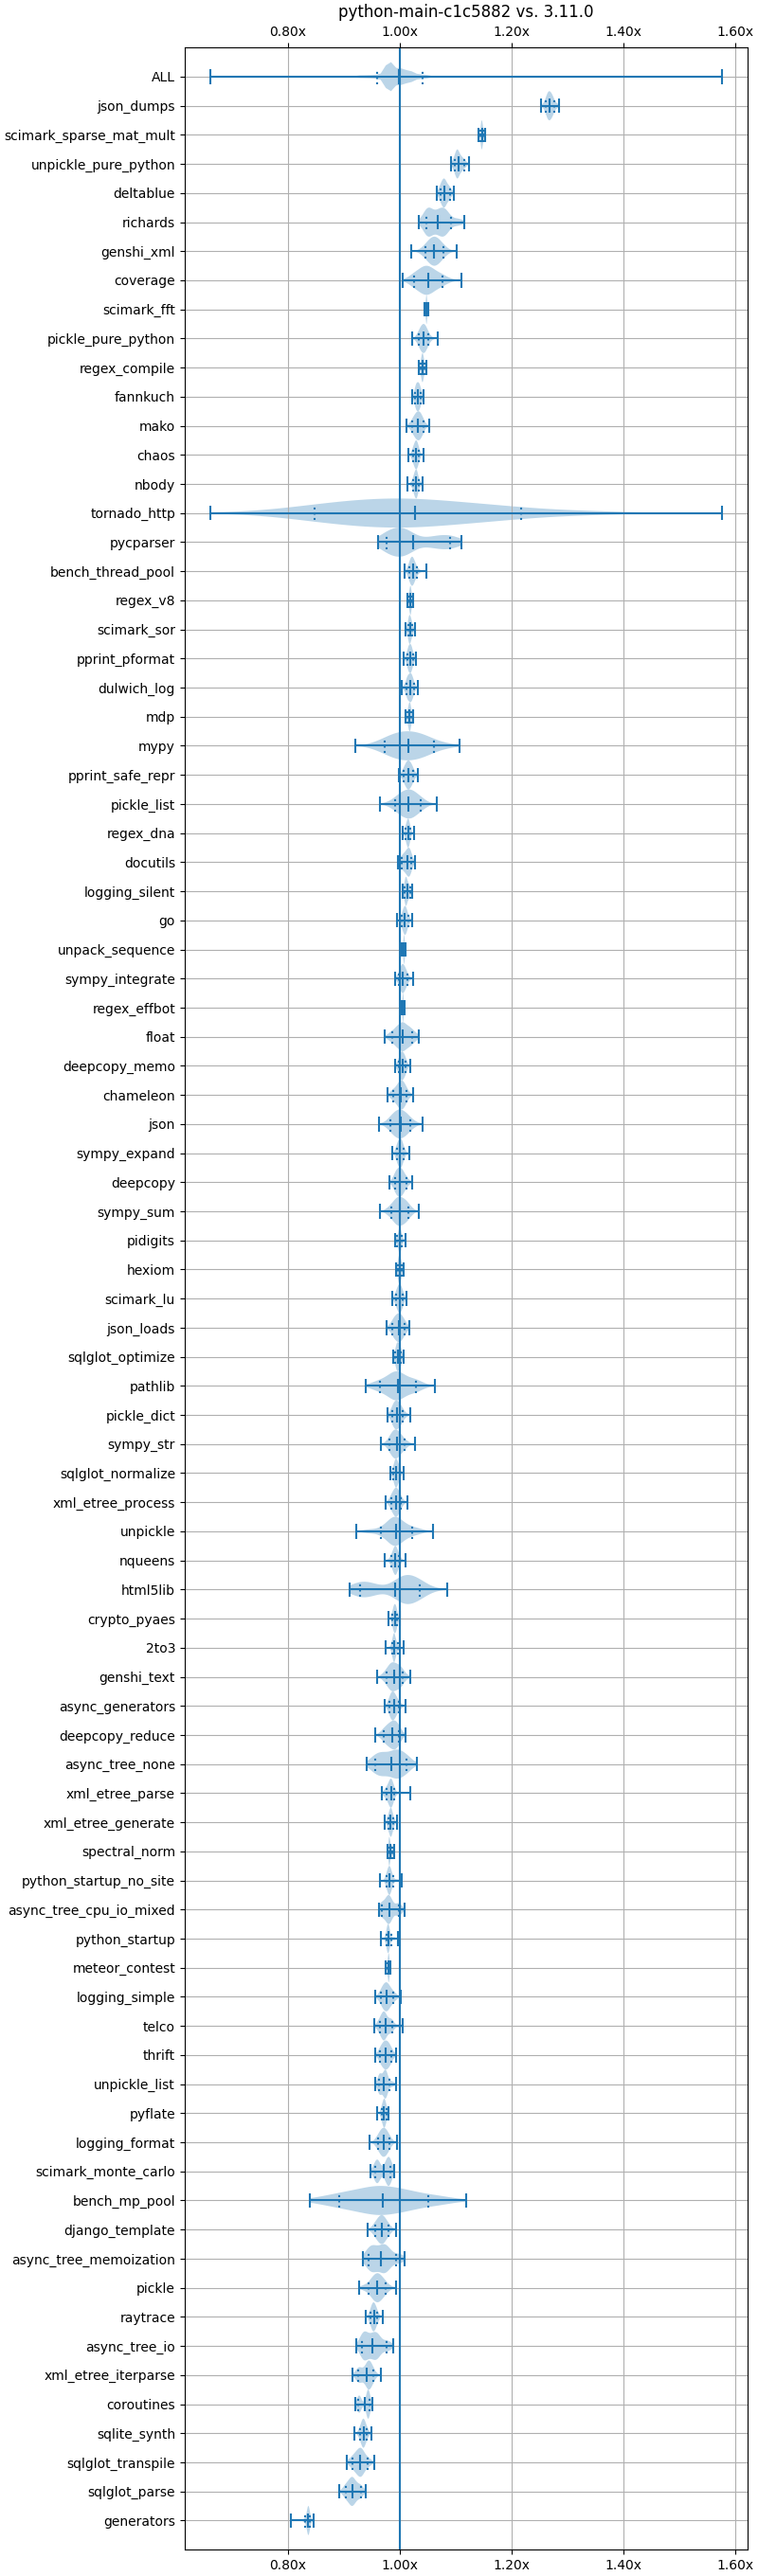 python-main-c1c5882 vs. 3.11.0
0.80x 1.00x 1.20x 1.40x 1.60x
ALL
json_dumps
scimark_sparse_mat_mult
unpickle_pure_python
deltablue
richards
genshi_xml
coverage
scimark_fft
pickle_pure_python
regex_compile
fannkuch
mako
chaos
nbody
tornado_http
pycparser
bench_thread_pool
regex_v8
scimark_sor
pprint_pformat
dulwich_log
mdp
mypy
pprint_safe_repr
pickle_list
regex_dna
docutils
logging_silent
go
unpack_sequence
sympy_integrate
regex_effbot
float
deepcopy_memo
chameleon
json
sympy_expand
deepcopy
sympy_sum
pidigits
hexiom
scimark_lu
json_loads
sqlglot_optimize
pathlib
pickle_dict
sympy_str
sqlglot_normalize
xml_etree_process
unpickle
nqueens
html5lib
crypto_pyaes
2to3
genshi_text
async_generators
deepcopy_reduce
async_tree_none
xml_etree_parse
xml_etree_generate
spectral_norm
python_startup_no_site
async_tree_cpu_io_mixed
python_startup
meteor_contest
logging_simple
telco
thrift
unpickle_list
pyflate
logging_format
scimark_monte_carlo
bench_mp_pool
django_template
async_tree_memoization
pickle
raytrace
async_tree_io
xml_etree_iterparse
coroutines
sqlite_synth
sqlglot_transpile
sqlglot_parse
generators
0.80x 1.00x 1.20x 1.40x 1.60x